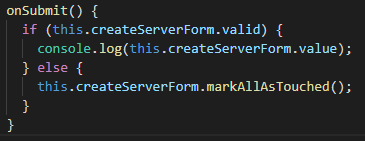 onSubmit() {
  if (this.createServerForm.valid) {
    console.log(this.createServerForm.value);
  } else {
    this.createServerForm.markAllAsTouched();
  }
}